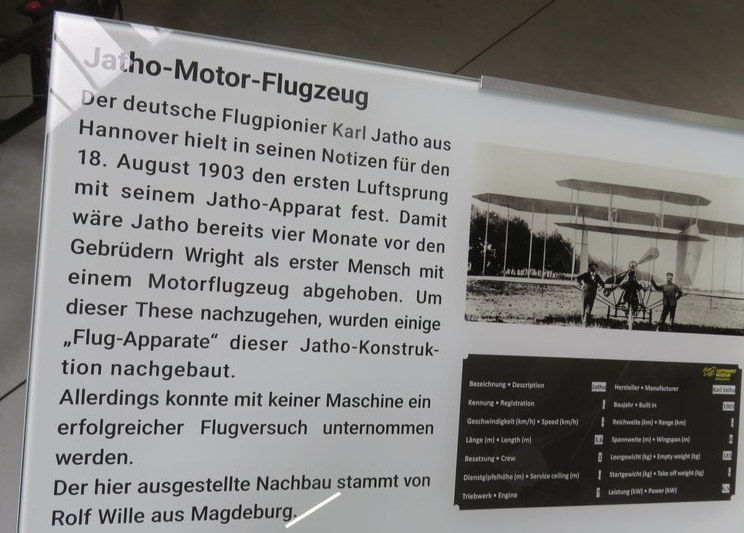 Jatho-Motor-Flugzeug
Der deutsche Flugpionier Karl Jatho aus
Hannover hielt in seinen Notizen für den
18. August 1903 den ersten Luftsprung
mit seinem Jatho-Apparat fest. Damit
wäre Jatho bereits vier Monate vor den
Gebrüdern Wright als erster Mensch mit
einem Motorflugzeug abgehoben. Um
dieser These nachzugehen, wurden einige
„Flug-Apparate“ dieser Jatho-Konstruk-
tion nachgebaut.
Allerdings konnte mit keiner Maschine ein
erfolgreicher Flugversuch unternommen
werden.
Der hier ausgestellte Nachbau stammt von
Rolf Wille aus Magdeburg.
Bezeichnung • Description Jatho
Kennung • Registration
Geschwindigkeit (km/h) • Speed (km/h)
Länge (m) • Length (m)
Besatzung • Crew
Dienstgipfelhöhe (m) • Service ceiling (m)
Triebwerk • Engine
Hersteller • Manufacturer Karl Jatho
Baujahr • Built in 1903
Reichweite (km) • Range (km)
Spannweite (m) • Wingspan (m)
Leergewicht (kg) • Empty weight (kg)
Startgewicht (kg) • Take off weight (kg)
Leistung (kW) • Power (kW)